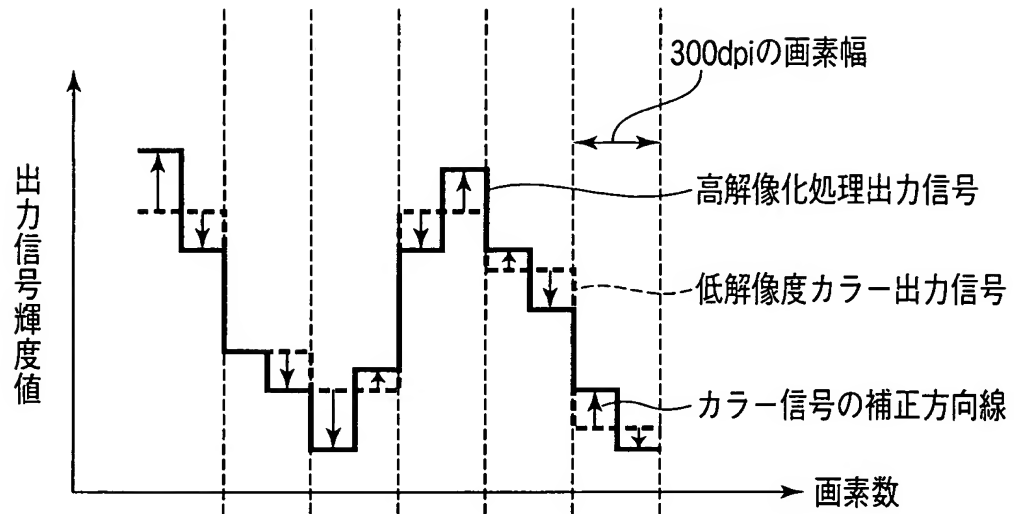 300dpiの画素幅
高解像化処理出力信号
低解像度カラー出力信号
カラー信号の補正方向線
出力信号輝度値
画素数